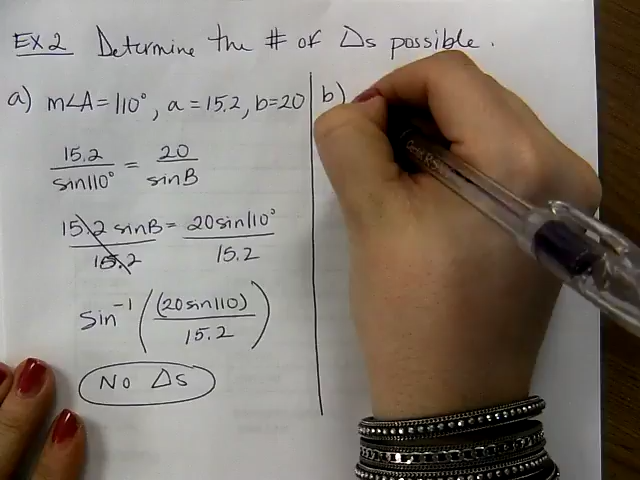 Ex 2 Determine the # of Δs possible.
a) m∠A = 110°, a = 15.2, b=20
b)
15.2 / sin110° = 20 / sinB
15.2 sinB / 15.2 = 20sin110° / 15.2
sin⁻¹ ( (20sin110) / 15.2 )
No Δs